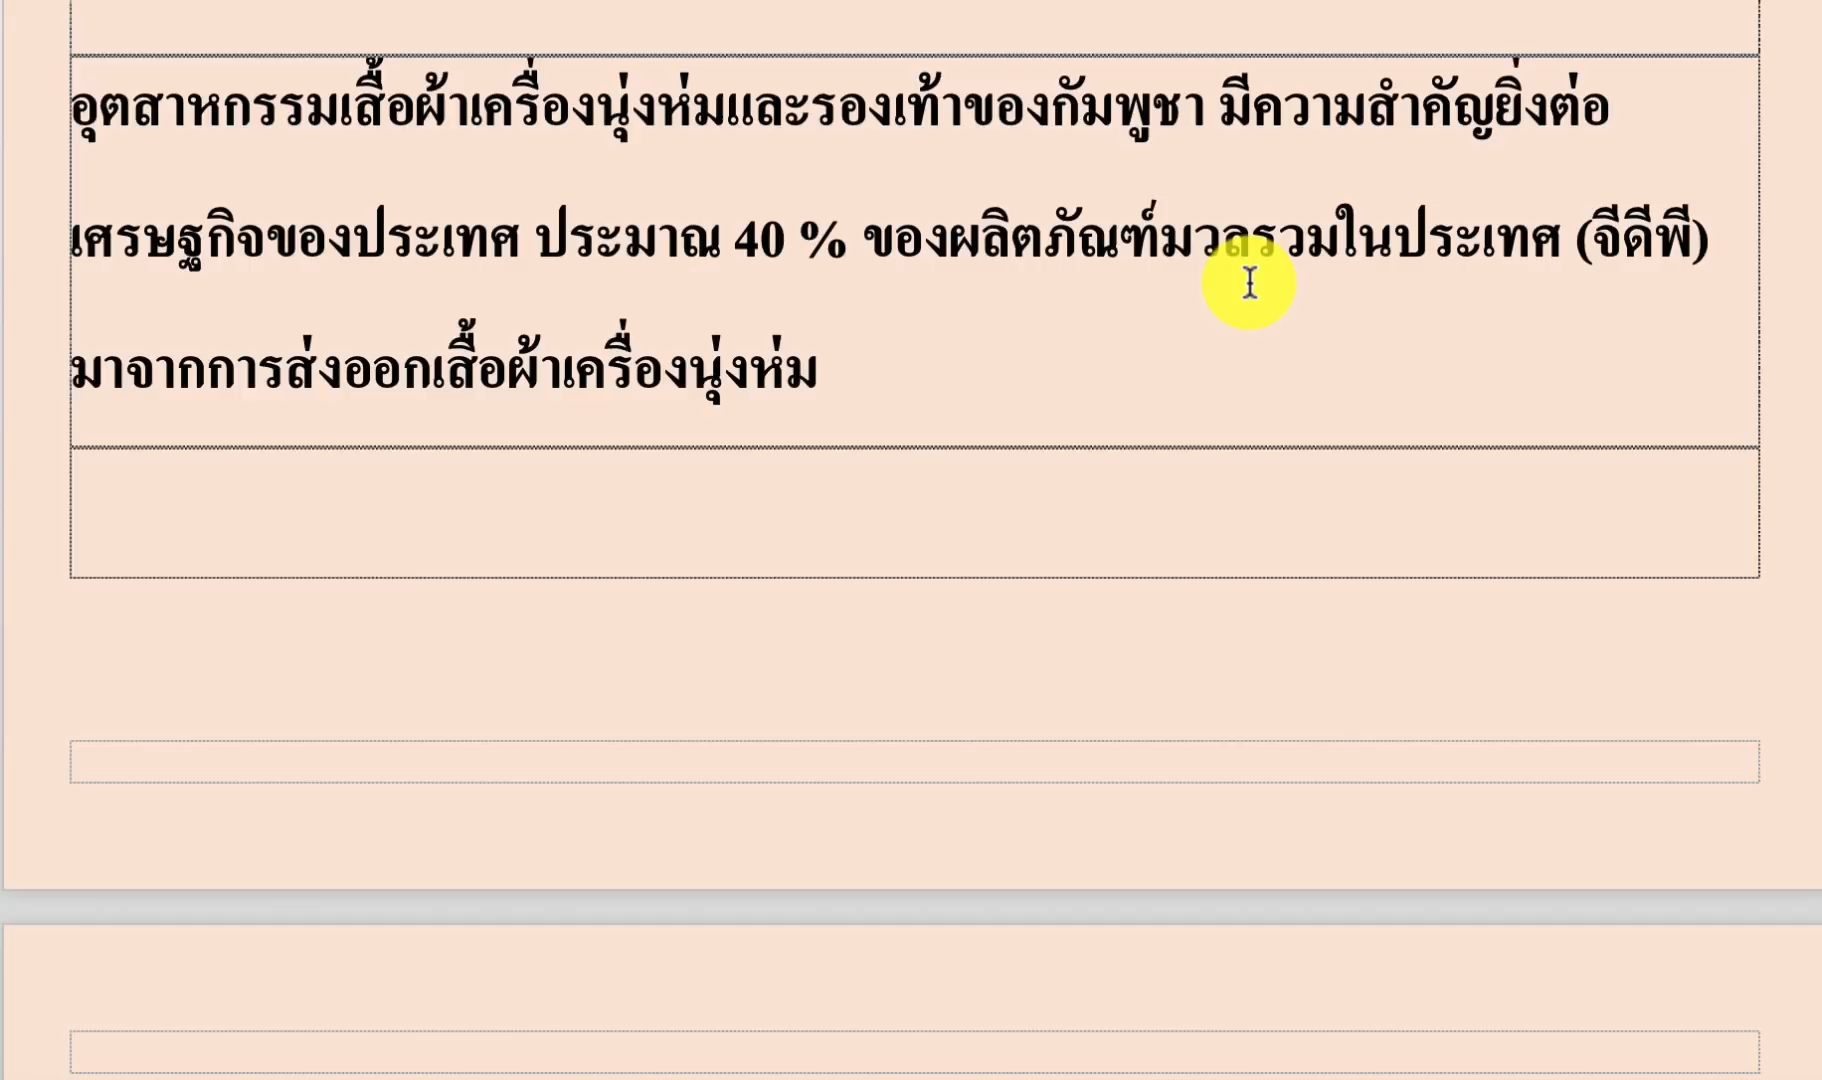 อุตสาหกรรมเสื้อผ้าเครื่องนุ่งห่มและรองเท้าของกัมพูชา มีความสำคัญยิ่งต่อ
เศรษฐกิจของประเทศ ประมาณ 40 % ของผลิตภัณฑ์มวลรวมในประเทศ (จีดีพี)
มาจากการส่งออกเสื้อผ้าเครื่องนุ่งห่ม